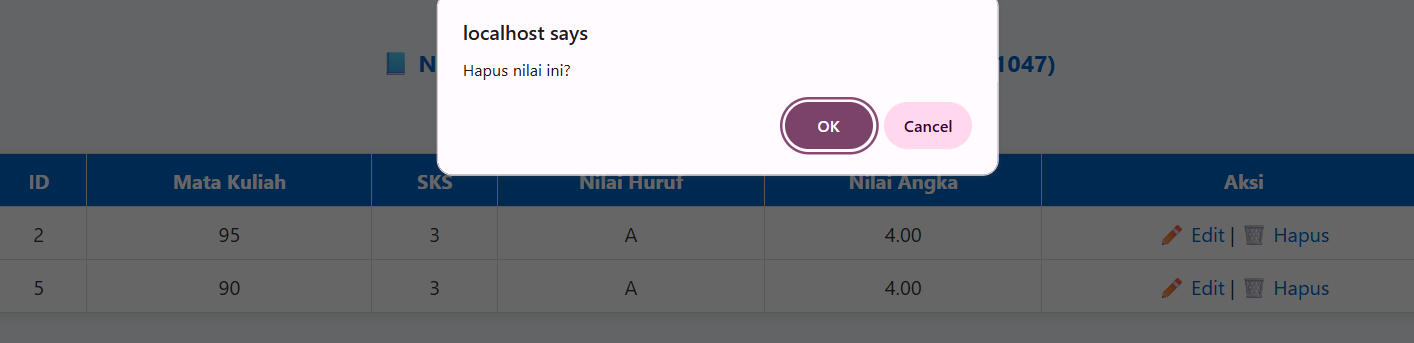 localhost says
Hapus nilai ini?
OK Cancel
N 1047)
ID Mata Kuliah SKS Nilai Huruf Nilai Angka Aksi
2 95 3 A 4.00 Edit | Hapus
5 90 3 A 4.00 Edit | Hapus